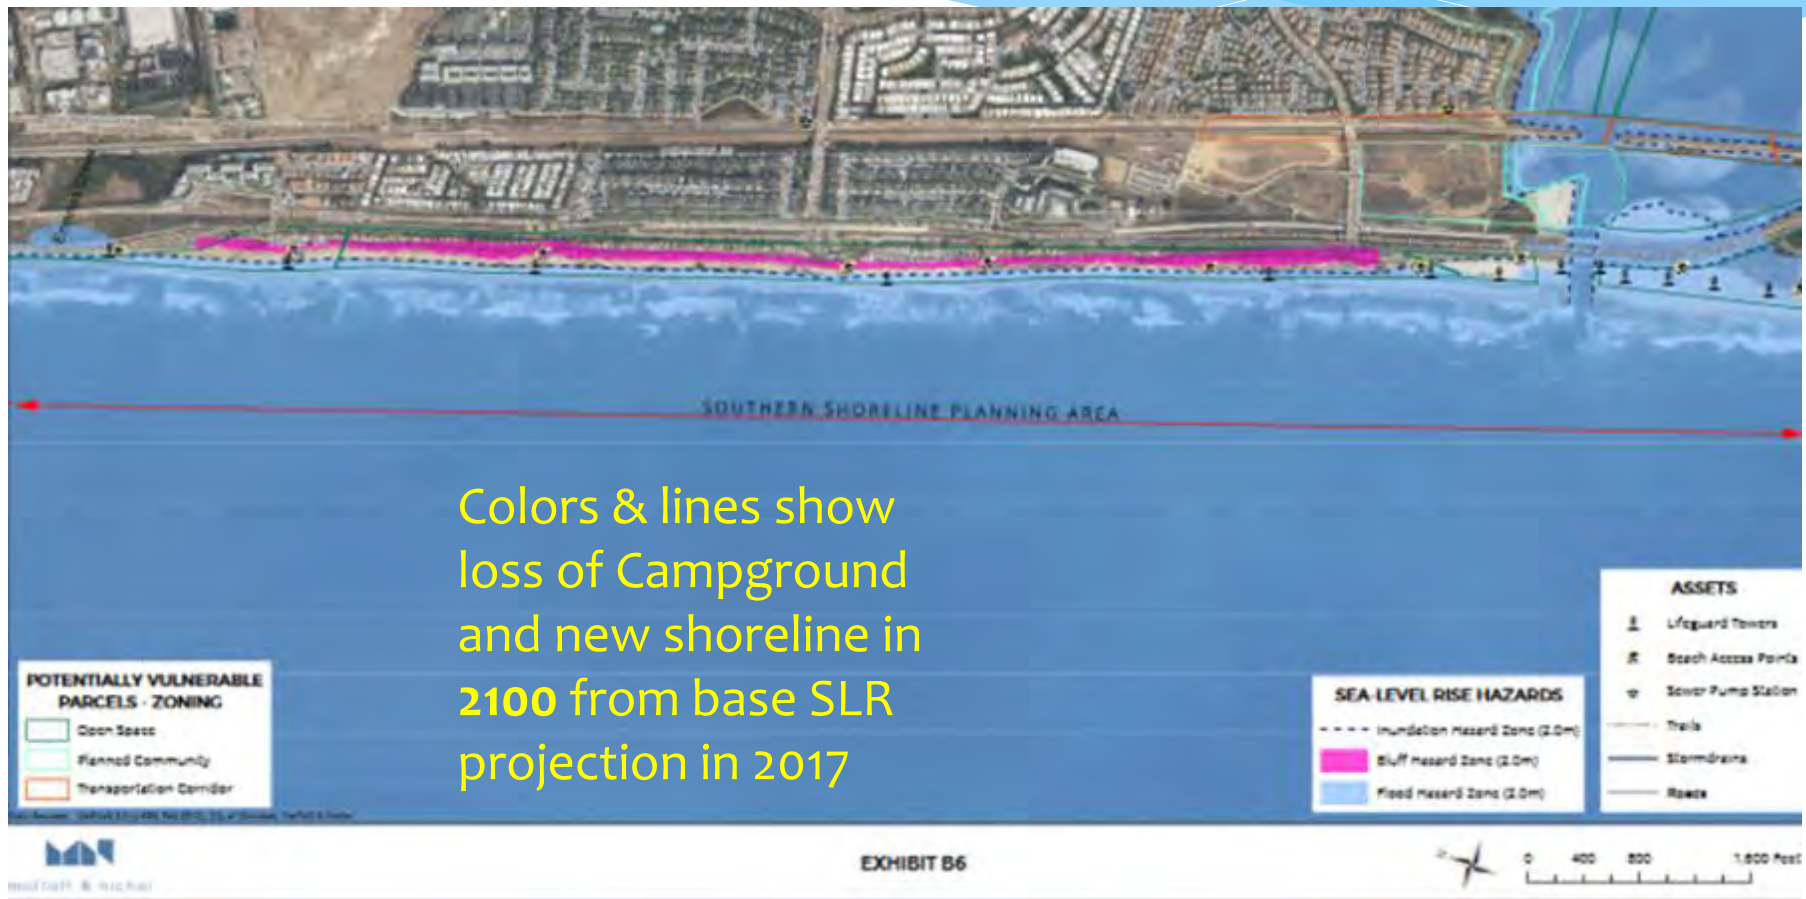 SOUTHERN SHORELINE PLANNING AREA
Colors & lines show
loss of Campground
and new shoreline in
2100 from base SLR
projection in 2017
POTENTIALLY VULNERABLE
PARCELS - ZONING
Open Space
Planned Community
Transportation Corridor
SEA-LEVEL RISE HAZARDS
Inundation Hazard Zone (2.0m)
Bluff Hazard Zone (2.0m)
Flood Hazard Zone (2.0m)
ASSETS
Lifeguard Towers
Beach Access Points
Sewer Pump Station
Trails
Stormdrains
Roads
EXHIBIT B6
0 400 800 1,600 Feet